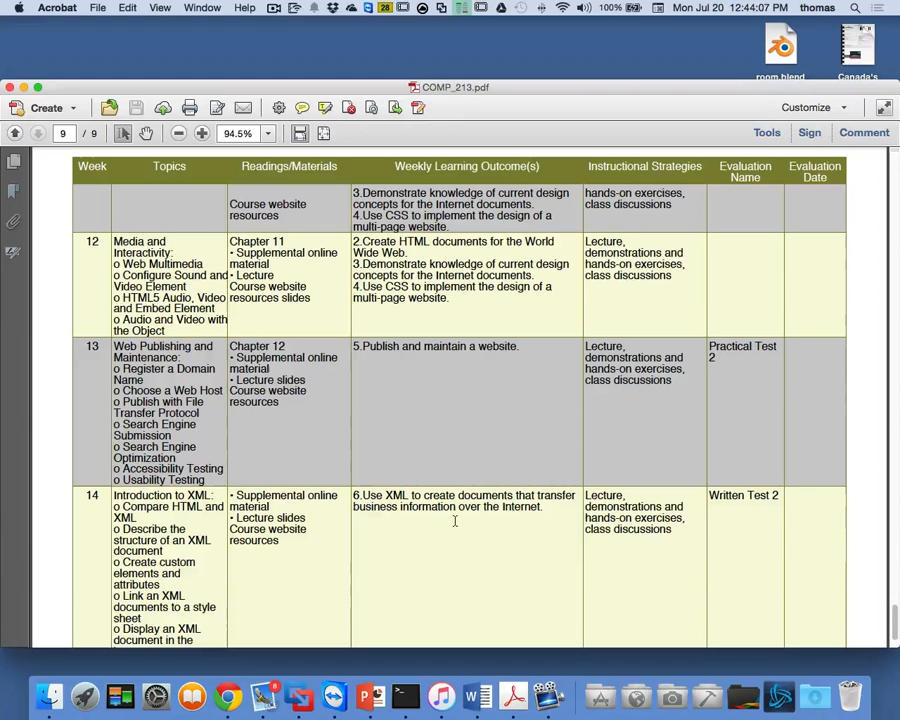 Acrobat File Edit View Window Help 28 100% Mon Jul 20 12:44:07 PM thomas
room.blend
Canada's
COMP_213.pdf
Create Customize
9 / 9 94.5% Tools Sign Comment
Week Topics Readings/Materials Weekly Learning Outcome(s) Instructional Strategies Evaluation Name Evaluation Date
Course website
resources
3.Demonstrate knowledge of current design
concepts for the Internet documents.
4.Use CSS to implement the design of a
multi-page website.
hands-on exercises,
class discussions
12
Media and
Interactivity:
o Web Multimedia
o Configure Sound and
Video Element
o HTML5 Audio, Video
and Embed Element
o Audio and Video with
the Object
Chapter 11
• Supplemental online
material
• Lecture
Course website
resources slides
2.Create HTML documents for the World
Wide Web.
3.Demonstrate knowledge of current design
concepts for the Internet documents.
4.Use CSS to implement the design of a
multi-page website.
Lecture,
demonstrations and
hands-on exercises,
class discussions
13
Web Publishing and
Maintenance:
o Register a Domain
Name
o Choose a Web Host
o Publish with File
Transfer Protocol
o Search Engine
Submission
o Search Engine
Optimization
o Accessibility Testing
o Usability Testing
Chapter 12
• Supplemental online
material
• Lecture slides
Course website
resources
5.Publish and maintain a website.
Lecture,
demonstrations and
hands-on exercises,
class discussions
Practical Test
2
14
Introduction to XML:
o Compare HTML and
XML
o Describe the
structure of an XML
document
o Create custom
elements and
attributes
o Link an XML
documents to a style
sheet
o Display an XML
document in the
• Supplemental online
material
• Lecture slides
Course website
resources
6.Use XML to create documents that transfer
business information over the Internet.
Lecture,
demonstrations and
hands-on exercises,
class discussions
Written Test 2
8